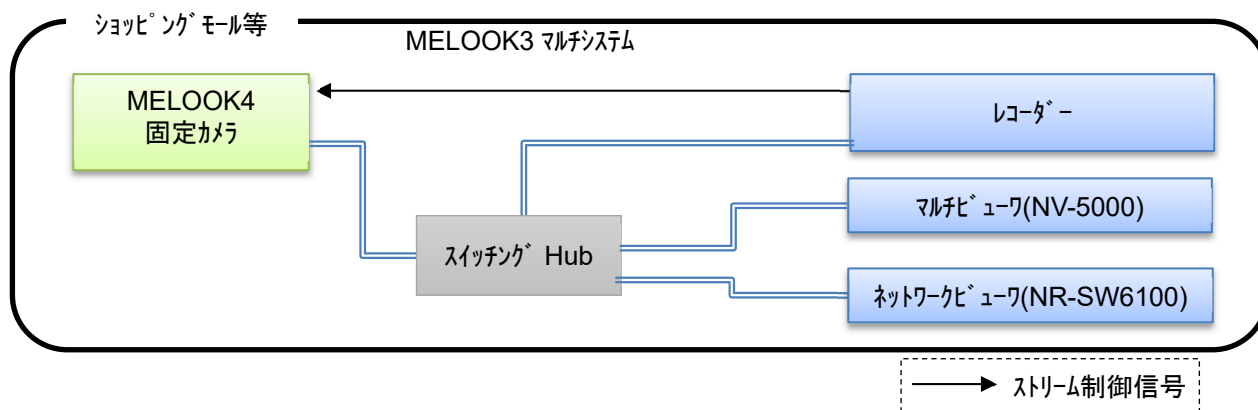 ショッピングモール等
MELOOK3 マルチシステム
MELOOK4
固定カメラ
レコーダー
マルチビューワ(NV-5000)
スイッチング Hub
ネットワークビューワ(NR-SW6100)
ストリーム制御信号